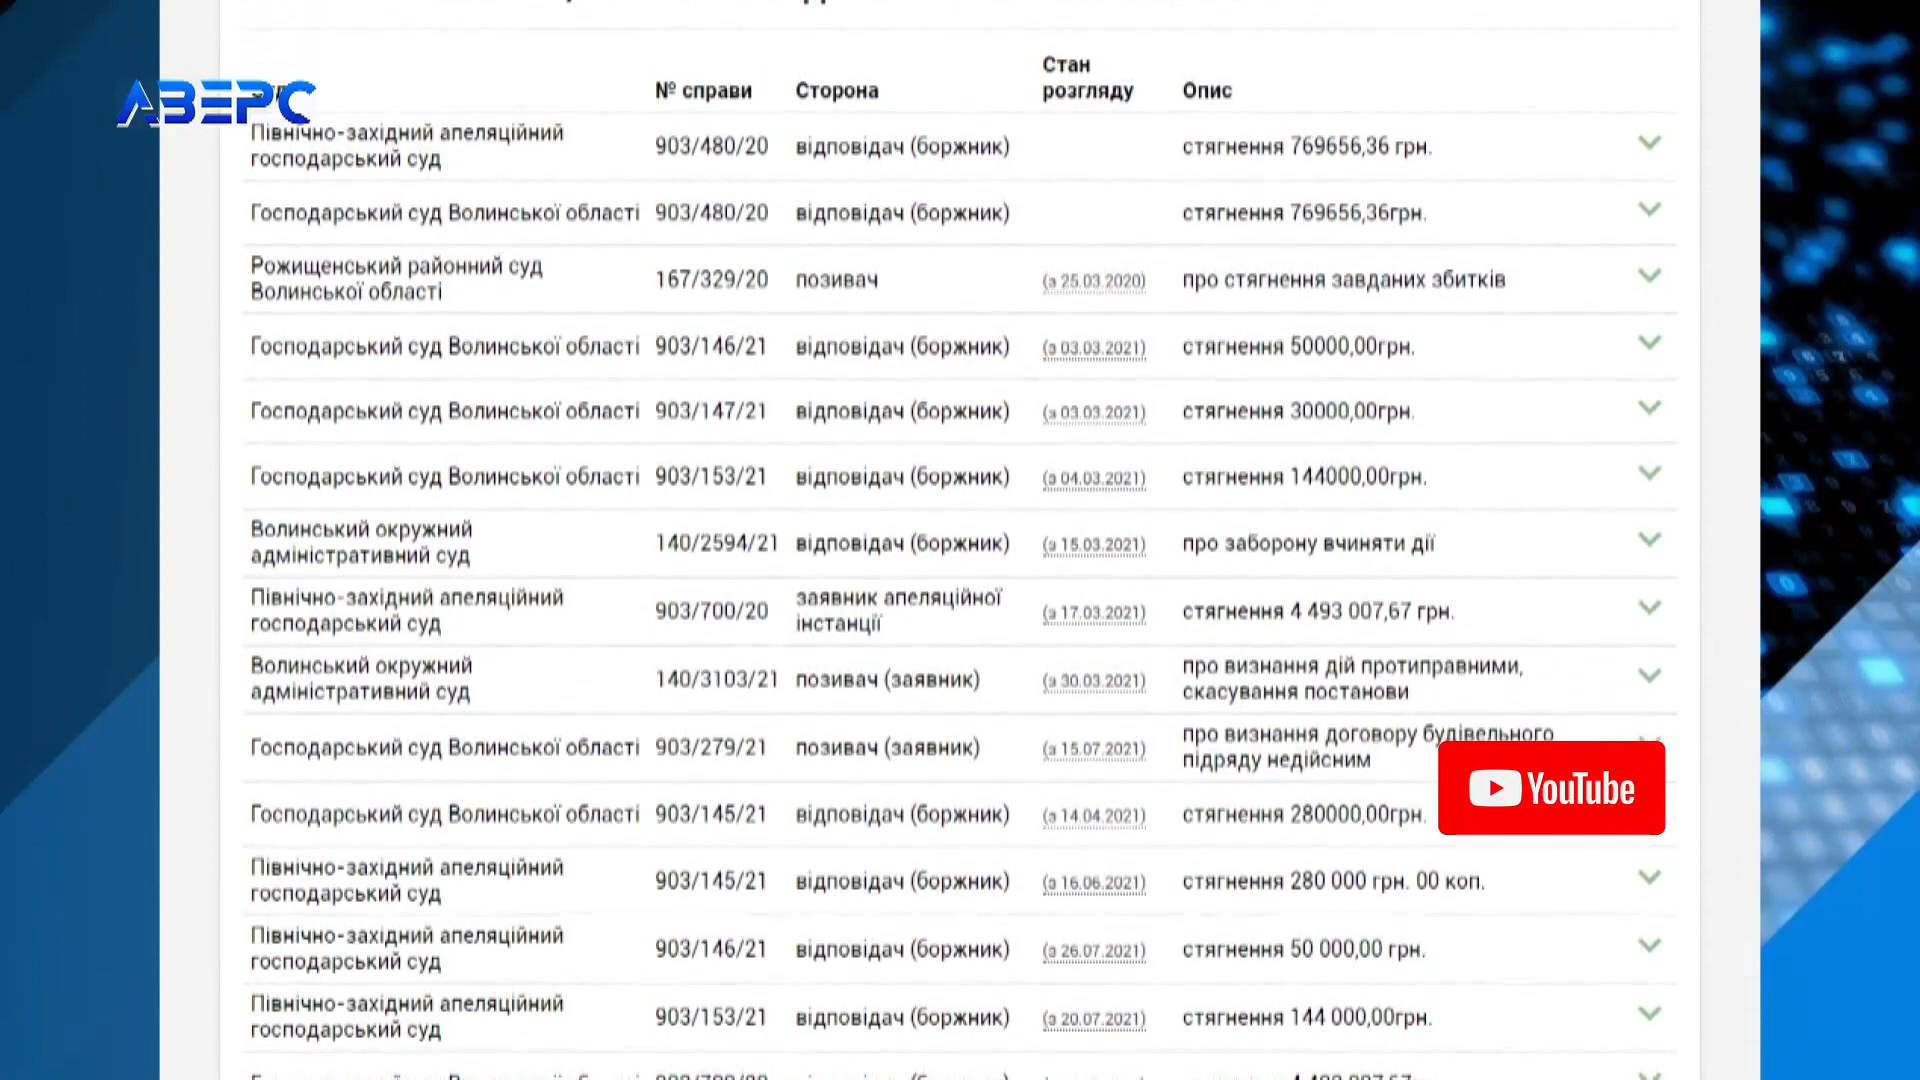 АВЕРС
№ справи Сторона Стан розгляду Опис
Північно-західний апеляційний
господарський суд
903/480/20 відповідач (боржник) стягнення 769656,36 грн.
Господарський суд Волинської області 903/480/20 відповідач (боржник) стягнення 769656,36грн.
Рожищенський районний суд
Волинської області
167/329/20 позивач (з 25.03.2020) про стягнення завданих збитків
Господарський суд Волинської області 903/146/21 відповідач (боржник) (з 03.03.2021) стягнення 50000,00грн.
Господарський суд Волинської області 903/147/21 відповідач (боржник) (з 03.03.2021) стягнення 30000,00грн.
Господарський суд Волинської області 903/153/21 відповідач (боржник) (з 04.03.2021) стягнення 144000,00грн.
Волинський окружний
адміністративний суд
140/2594/21 відповідач (боржник) (з 15.03.2021) про заборону вчиняти дії
Північно-західний апеляційний
господарський суд
903/700/20
заявник апеляційної
інстанції
(з 17.03.2021) стягнення 4 493 007,67 грн.
Волинський окружний
адміністративний суд
140/3103/21 позивач (заявник) (з 30.03.2021)
про визнання дій протиправними,
скасування постанови
Господарський суд Волинської області 903/279/21 позивач (заявник) (з 15.07.2021)
про визнання договору будівельного
підряду недійсним
YouTube
Господарський суд Волинської області 903/145/21 відповідач (боржник) (з 14.04.2021) стягнення 280000,00грн.
Північно-західний апеляційний
господарський суд
903/145/21 відповідач (боржник) (з 16.06.2021) стягнення 280 000 грн. 00 коп.
Північно-західний апеляційний
господарський суд
903/146/21 відповідач (боржник) (з 26.07.2021) стягнення 50 000,00 грн.
Північно-західний апеляційний
господарський суд
903/153/21 відповідач (боржник) (з 20.07.2021) стягнення 144 000,00грн.